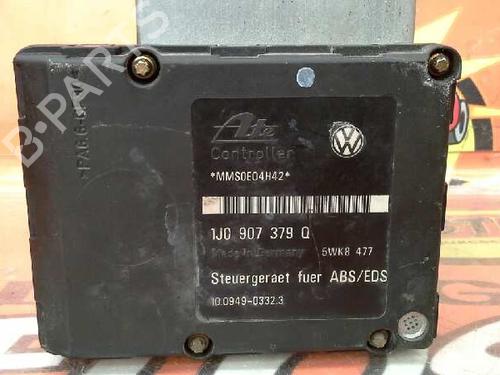 Ate
Controller
*MMS0E04H42*
1J0 907 379 Q
Made in Germany 5WK8 477
Steuergeraet fuer ABS/EDS
10.0949-0332.3
B-PARTS